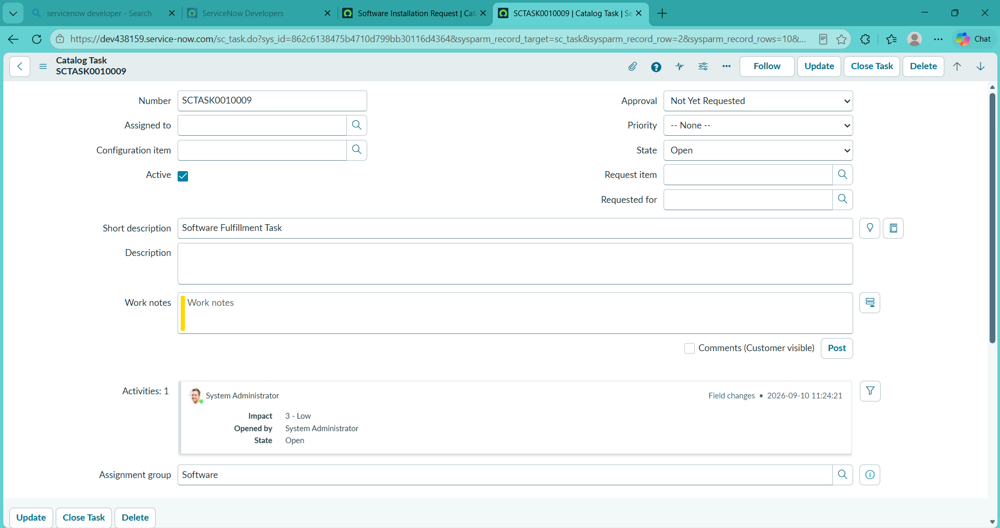 servicenow developer - Search
ServiceNow Developers
Software Installation Request | Cat
SCTASK0010009 | Catalog Task | Se
https://dev438159.service-now.com/sc_task.do?sys_id=862c6138475b4710d799bb30116d4364&sysparm_record_target=sc_task&sysparm_record_row=2&sysparm_record_rows=10&...
Chat
Catalog Task
SCTASK0010009
Follow
Update
Close Task
Delete
Number SCTASK0010009
Approval Not Yet Requested
Assigned to
Priority -- None --
Configuration item
State Open
Active
Request item
Requested for
Short description Software Fulfillment Task
Description
Work notes Work notes
Comments (Customer visible) Post
Activities: 1
System Administrator
Field changes • 2026-09-10 11:24:21
Impact 3 - Low
Opened by System Administrator
State Open
Assignment group Software
Update
Close Task
Delete